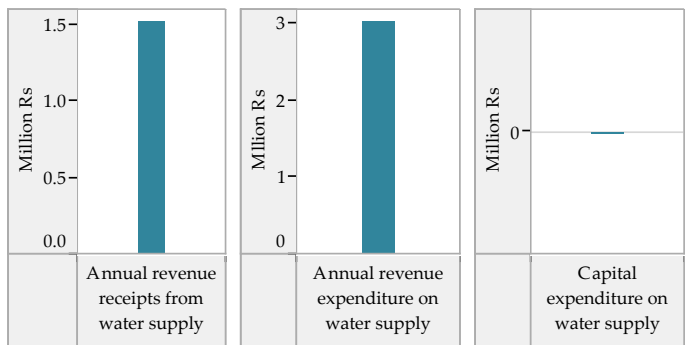 Million Rs
1.5
1.0
0.5
0.0
Annual revenue
receipts from
water supply
Mllion Rs
3
2
1
0
Annual revenue
expenditure on
water supply
Million Rs
0
Capital
expenditure on
water supply